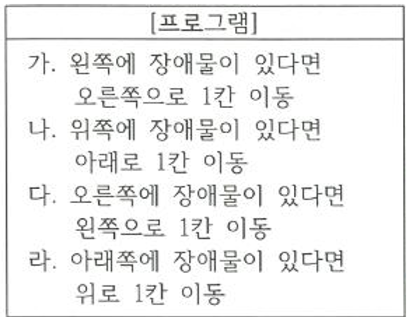 [프로그램]
가. 왼쪽에 장애물이 있다면
오른쪽으로 1칸 이동
나. 위쪽에 장애물이 있다면
아래로 1칸 이동
다. 오른쪽에 장애물이 있다면
왼쪽으로 1칸 이동
라. 아래쪽에 장애물이 있다면
위로 1칸 이동